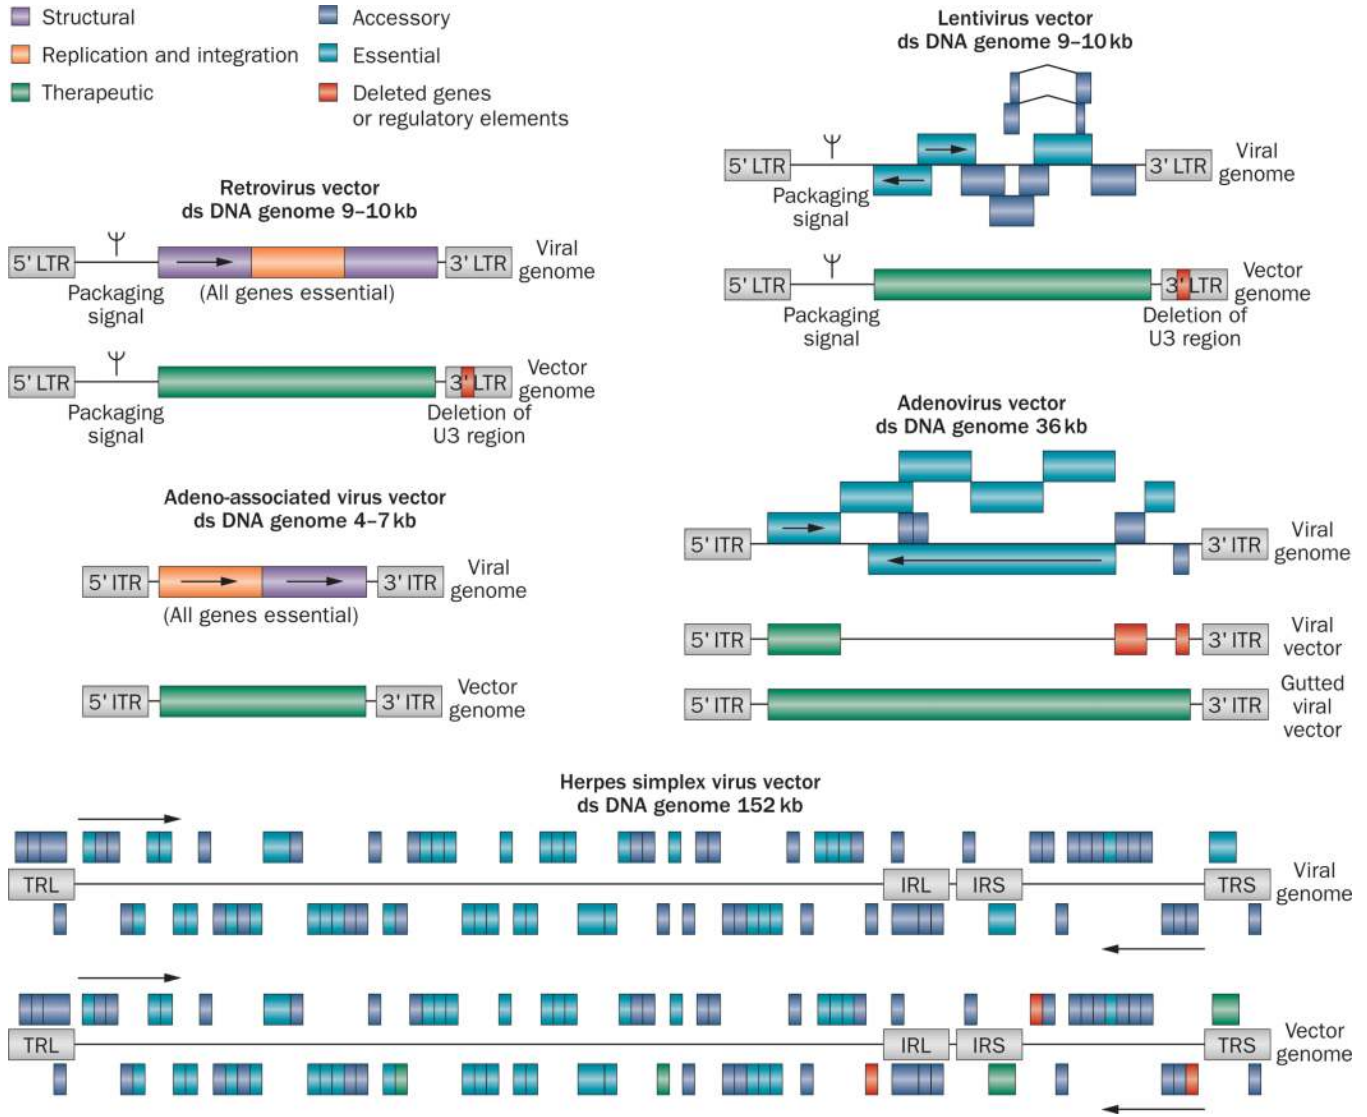 Structural
Replication and integration
Therapeutic
Accessory
Essential
Deleted genes
or regulatory elements
Retrovirus vector
ds DNA genome 9–10 kb
5' LTR
Ψ
3' LTR
Viral
genome
Packaging
signal
(All genes essential)
5' LTR
Ψ
3' LTR
Vector
genome
Packaging
signal
Deletion of
U3 region
Lentivirus vector
ds DNA genome 9–10 kb
5' LTR
Ψ
3' LTR
Viral
genome
Packaging
signal
5' LTR
Ψ
3' LTR
Vector
genome
Packaging
signal
Deletion of
U3 region
Adeno-associated virus vector
ds DNA genome 4–7 kb
5' ITR
3' ITR
Viral
genome
(All genes essential)
5' ITR
3' ITR
Vector
genome
Adenovirus vector
ds DNA genome 36 kb
5' ITR
3' ITR
Viral
genome
5' ITR
3' ITR
Viral
vector
5' ITR
3' ITR
Gutted
viral
vector
Herpes simplex virus vector
ds DNA genome 152 kb
TRL
IRL
IRS
TRS
Viral
genome
TRL
IRL
IRS
TRS
Vector
genome